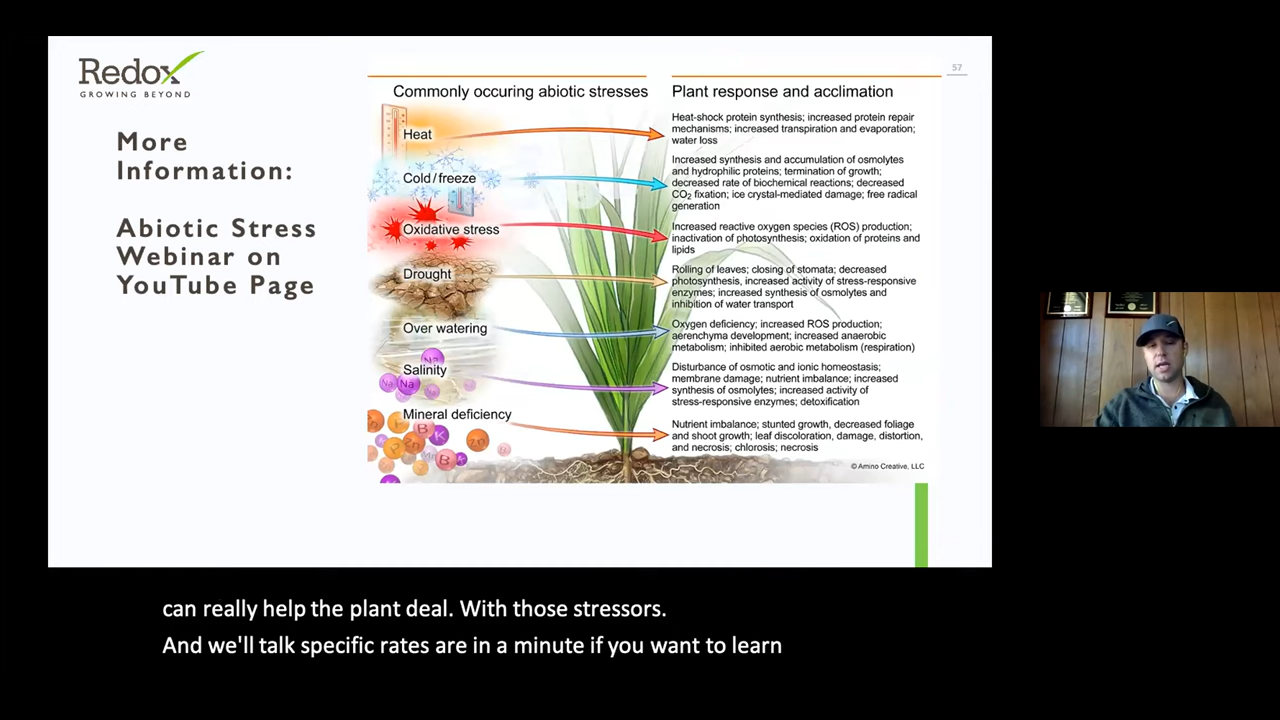 Redox
GROWING BEYOND
57
More
Information:
Abiotic Stress
Webinar on
YouTube Page
Commonly occuring abiotic stresses
Plant response and acclimation
Heat
Heat-shock protein synthesis; increased protein repair
mechanisms; increased transpiration and evaporation;
water loss
Cold/freeze
Increased synthesis and accumulation of osmolytes
and hydrophilic proteins; termination of growth;
decreased rate of biochemical reactions; decreased
CO2 fixation; ice crystal-mediated damage; free radical
generation
Oxidative stress
Increased reactive oxygen species (ROS) production;
inactivation of photosynthesis; oxidation of proteins and
lipids
Drought
Rolling of leaves; closing of stomata; decreased
photosynthesis, increased activity of stress-responsive
enzymes; increased synthesis of osmolytes and
inhibition of water transport
Over watering
Oxygen deficiency; increased ROS production;
aerenchyma development; increased anaerobic
metabolism; inhibited aerobic metabolism (respiration)
Na
Salinity
Na
Na
Disturbance of osmotic and ionic homeostasis;
membrane damage; nutrient imbalance; increased
synthesis of osmolytes; increased activity of
stress-responsive enzymes; detoxification
Mineral deficiency
B
K
Zn
Zn
B
K
Nutrient imbalance; stunted growth, decreased foliage
and shoot growth; leaf discoloration, damage, distortion,
and necrosis; chlorosis; necrosis
© Amino Creative, LLC
can really help the plant deal. With those stressors.
And we'll talk specific rates are in a minute if you want to learn